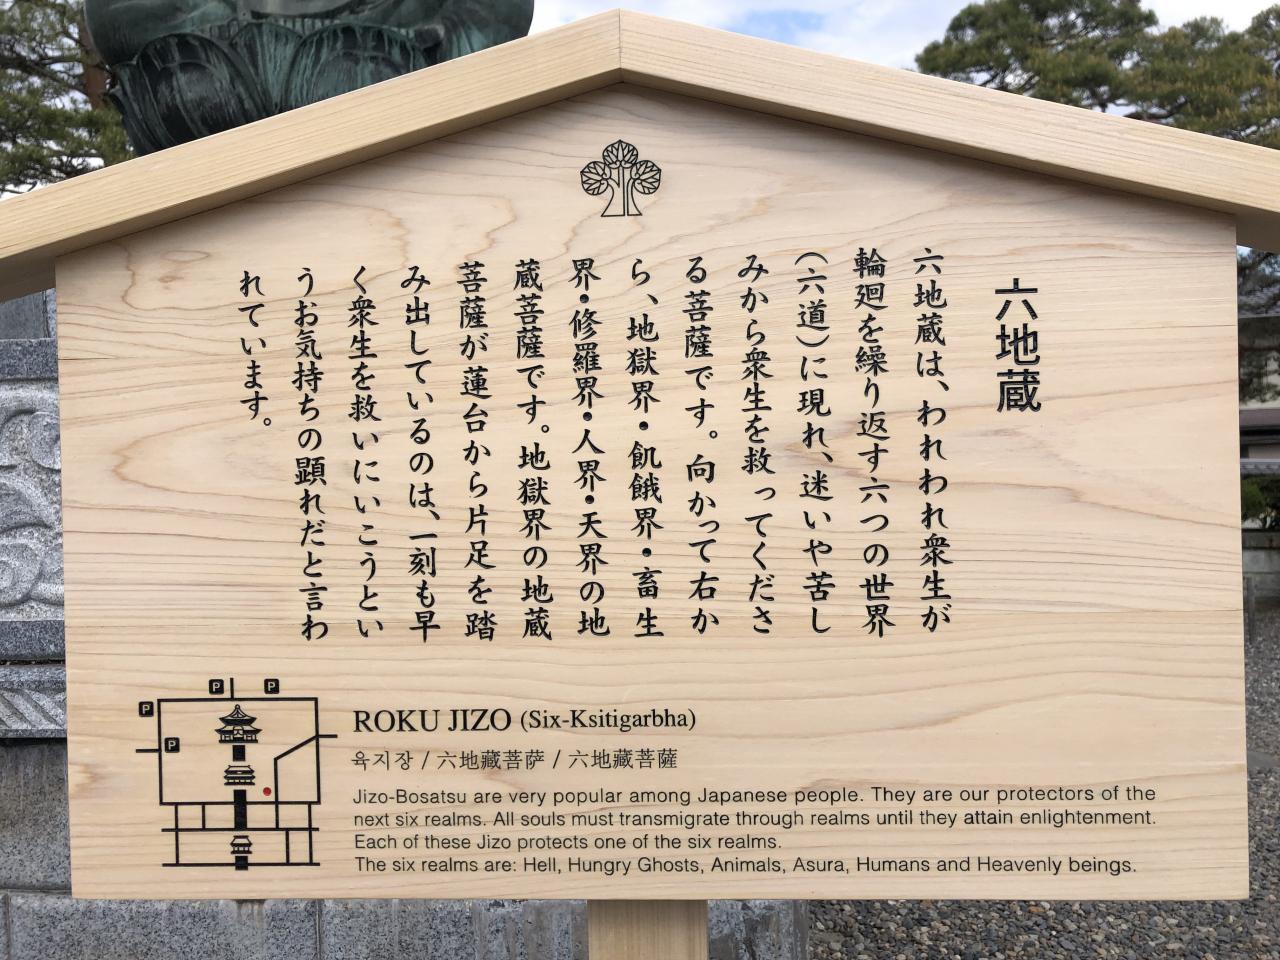 六地蔵
六地蔵は、われわれ衆生が
輪廻を繰り返す六つの世界
（六道）に現れ、迷いや苦し
みから衆生を救ってくださ
る菩薩です。向かって右か
ら、地獄界・飢餓界・畜生
界・修羅界・人界・天界の地
蔵菩薩です。地獄界の地蔵
菩薩が蓮台から片足を踏
み出しているのは、一刻も早
く衆生を救いにいこうとい
うお気持ちの顕れだと言わ
れています。
P
P
P
P
ROKU JIZO (Six-Ksitigarbha)
육지장 / 六地藏菩萨 / 六地藏菩薩
Jizo-Bosatsu are very popular among Japanese people. They are our protectors of the
next six realms. All souls must transmigrate through realms until they attain enlightenment.
Each of these Jizo protects one of the six realms.
The six realms are: Hell, Hungry Ghosts, Animals, Asura, Humans and Heavenly beings.